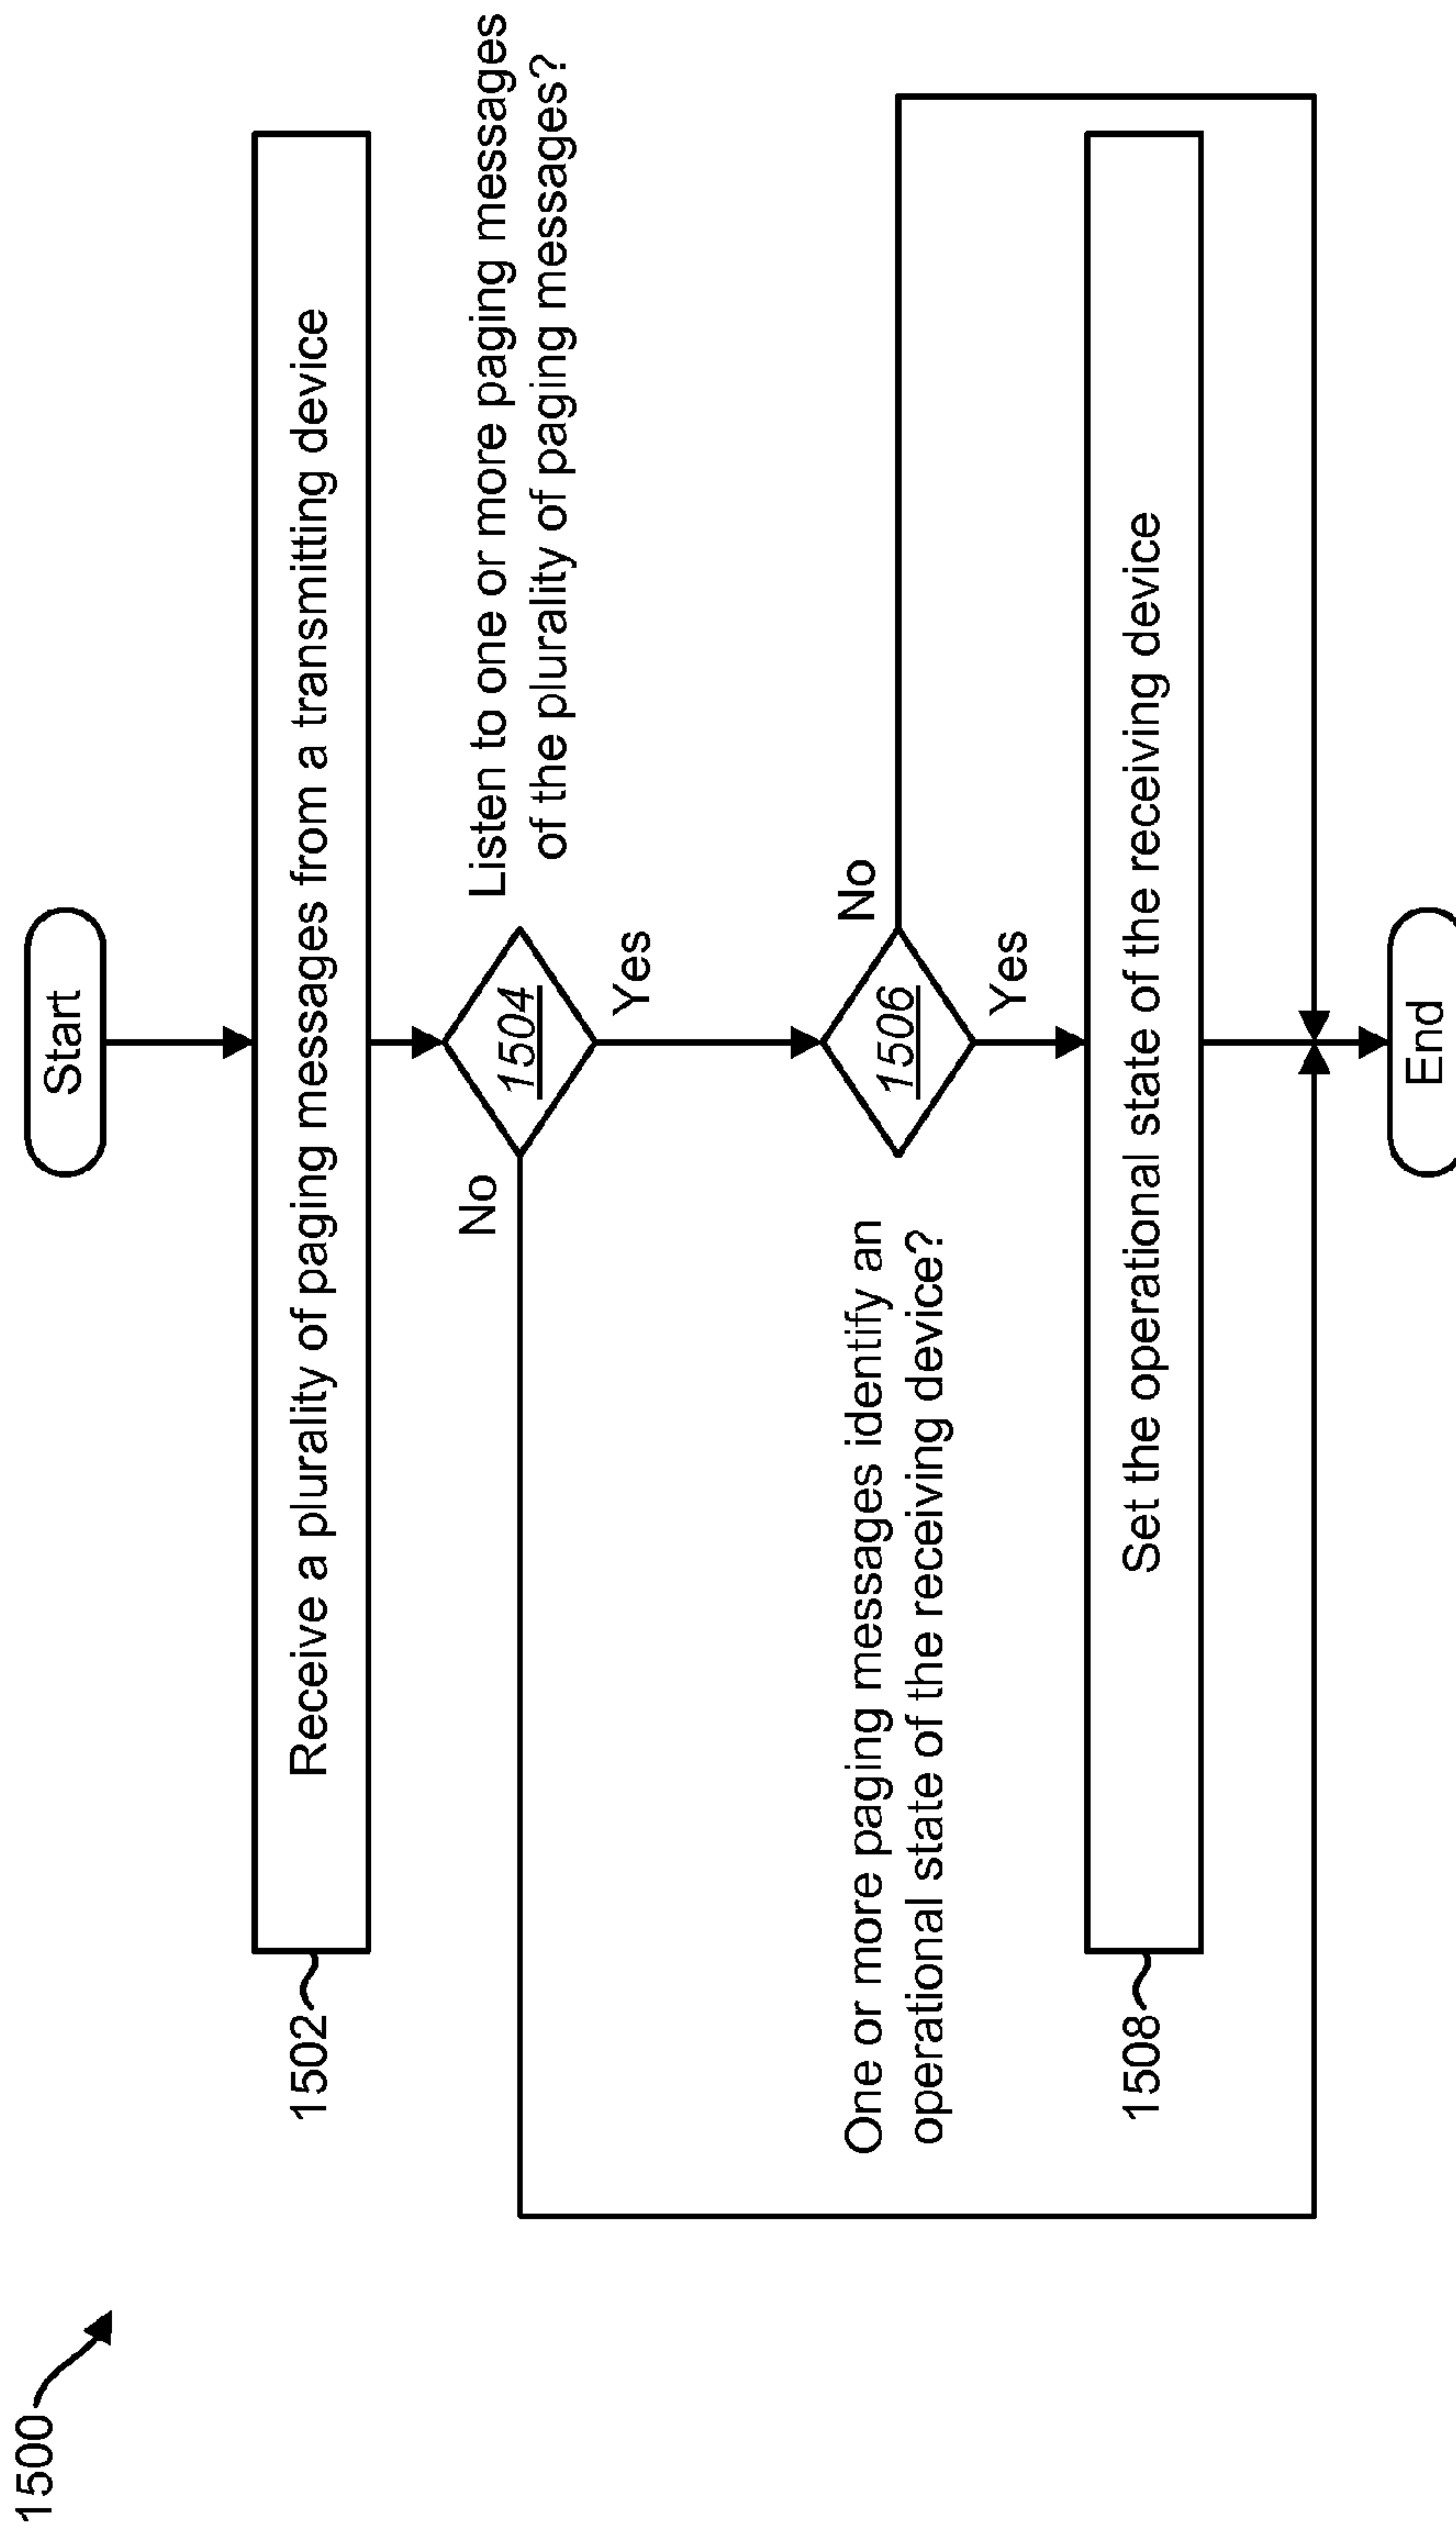 1500
Start
1502
Receive a plurality of paging messages from a transmitting device
1504
Listen to one or more paging messages
of the plurality of paging messages?
No
Yes
One or more paging messages identify an
operational state of the receiving device?
1506
No
Yes
1508
Set the operational state of the receiving device
End